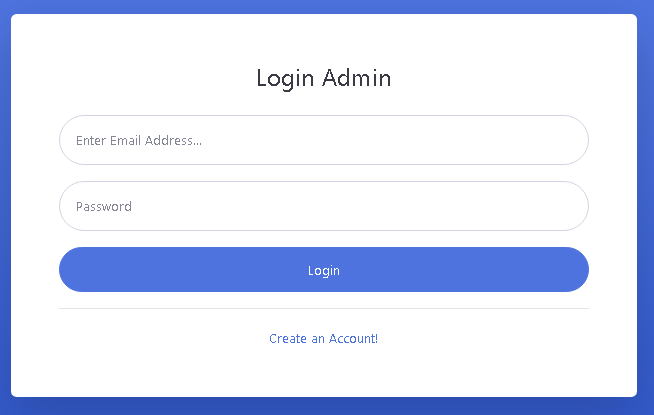 Login Admin
Enter Email Address...
Password
Login
Create an Account!